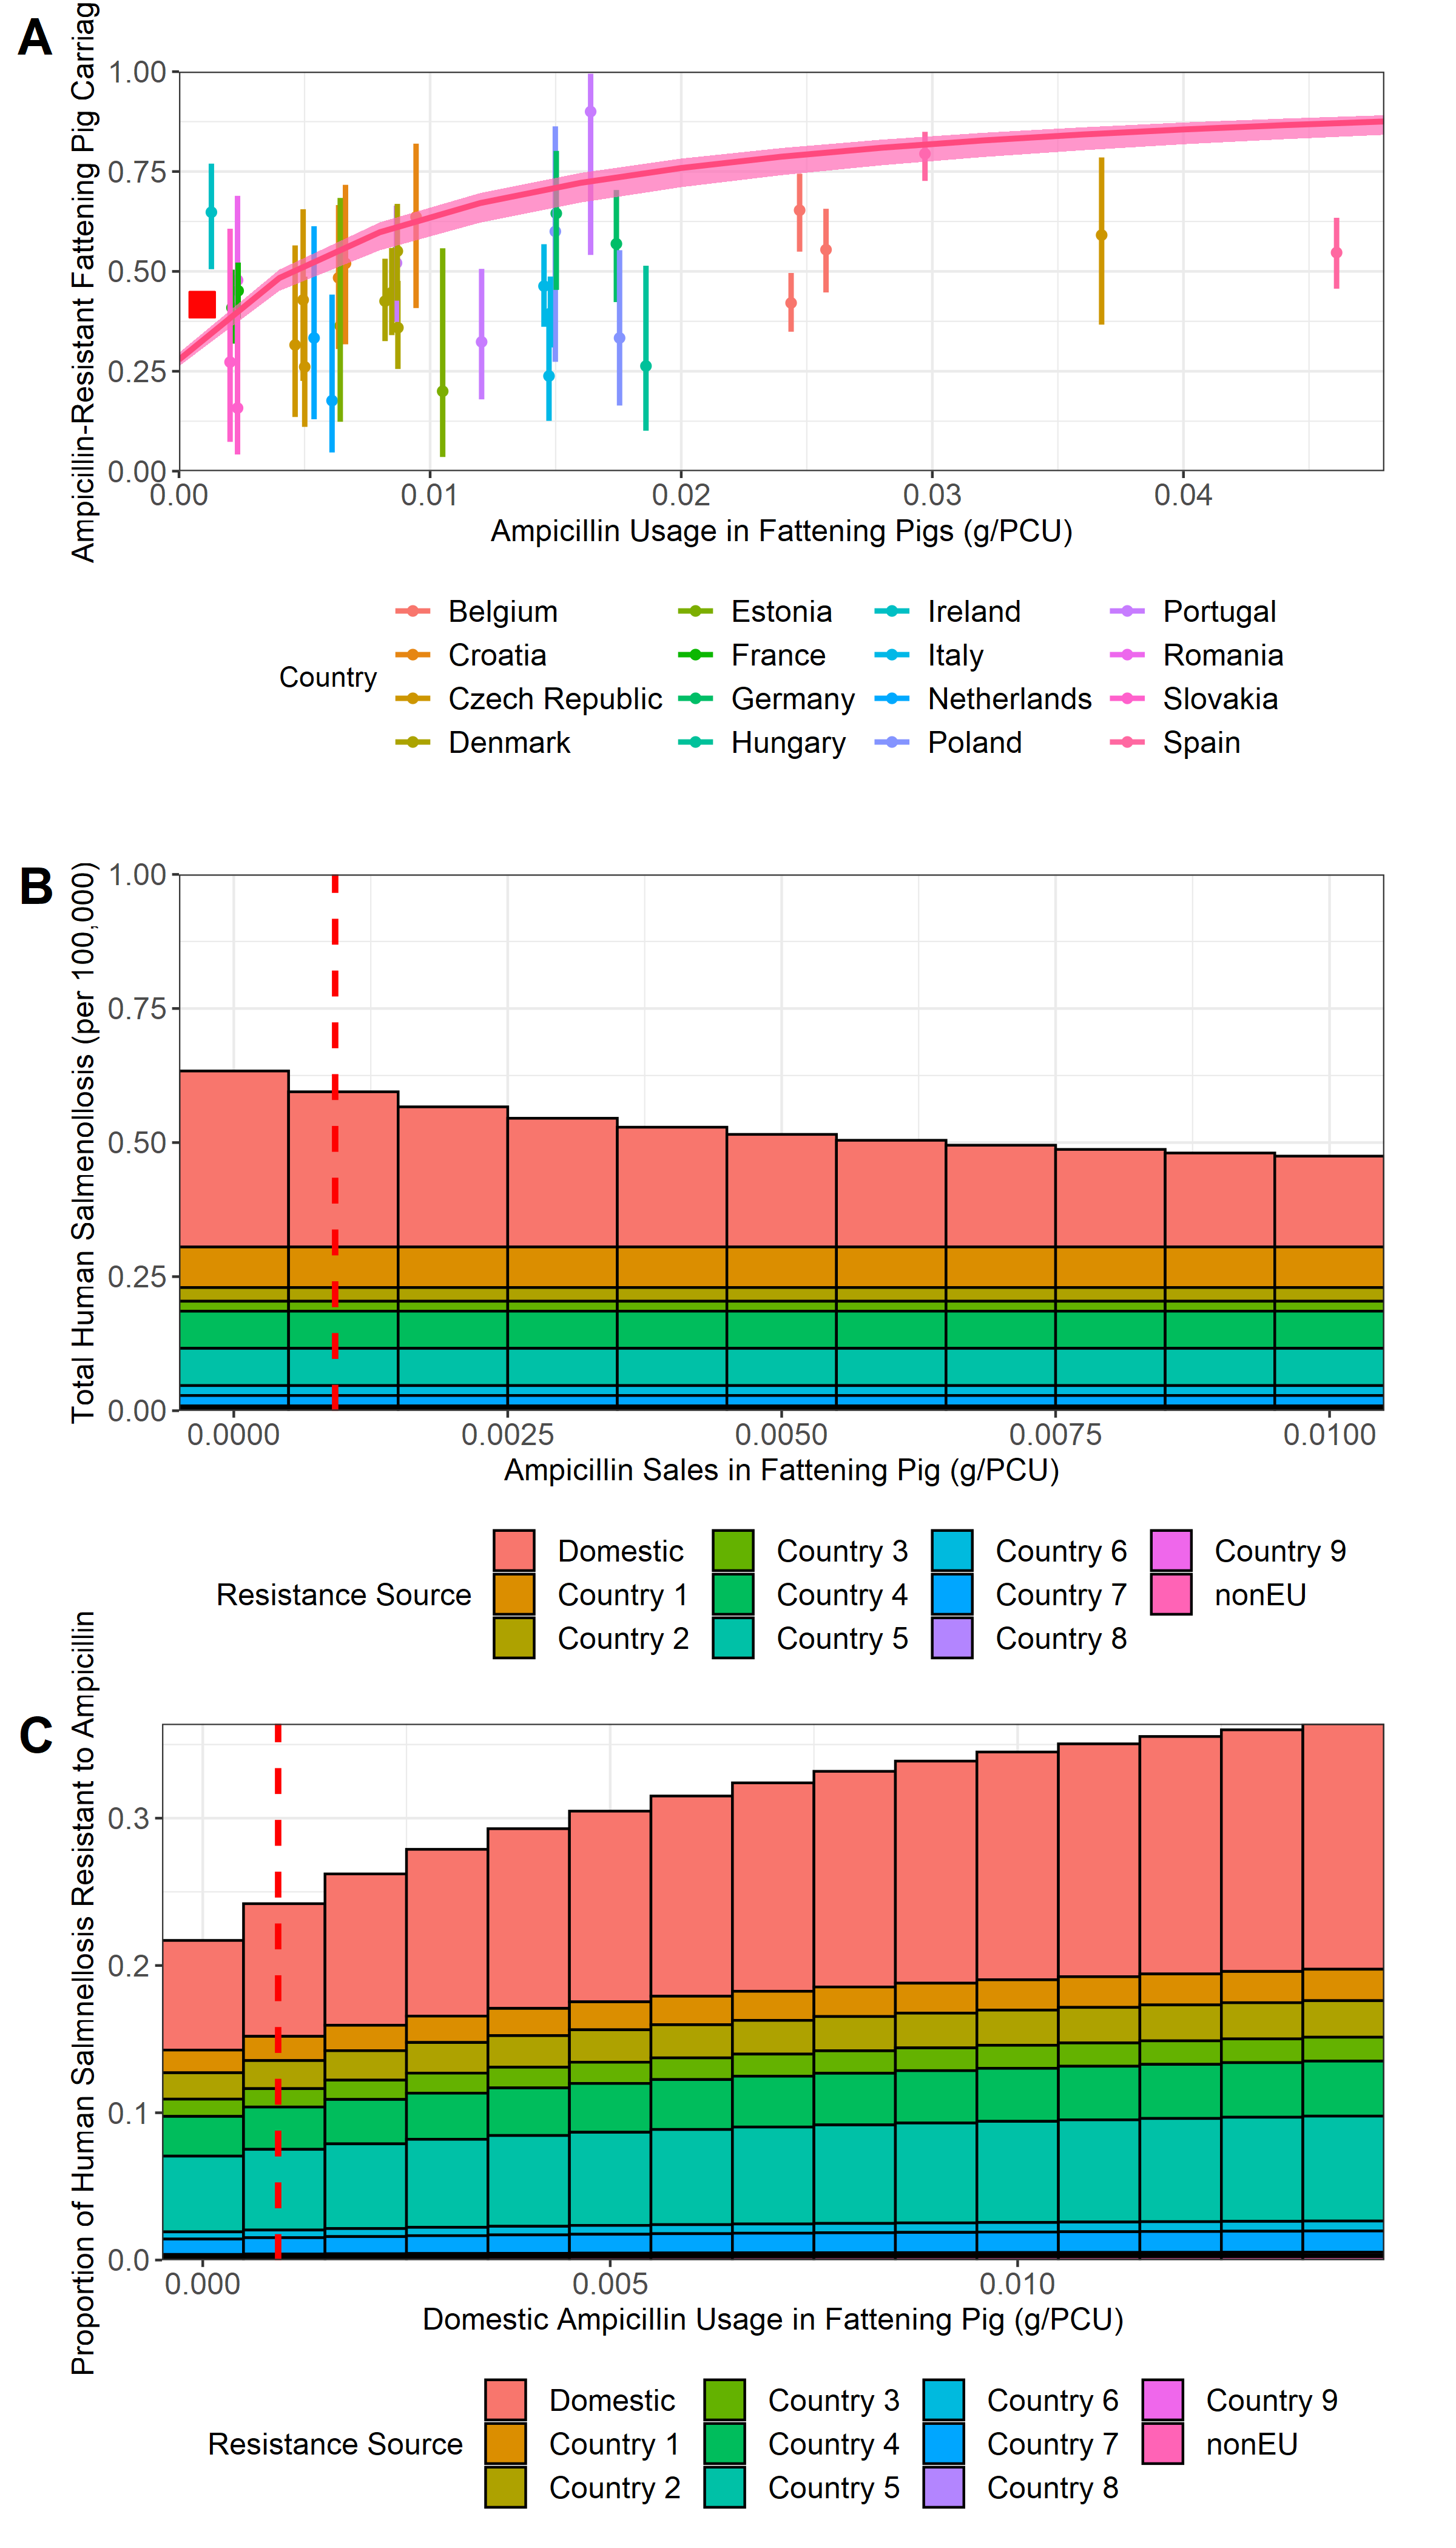 A
Ampicillin-Resistant Fattening Pig Carriag
1.00
0.75
0.50
0.25
0.00
0.00 0.01 0.02 0.03 0.04
Ampicillin Usage in Fattening Pigs (g/PCU)
Country
Belgium Estonia Ireland Portugal
Croatia France Italy Romania
Czech Republic Germany Netherlands Slovakia
Denmark Hungary Poland Spain
B
Total Human Salmenollosis (per 100,000)
1.00
0.75
0.50
0.25
0.00
0.0000 0.0025 0.0050 0.0075 0.0100
Ampicillin Sales in Fattening Pig (g/PCU)
Resistance Source
Domestic Country 3 Country 6 Country 9
Country 1 Country 4 Country 7 nonEU
Country 2 Country 5 Country 8
C
Proportion of Human Salmnellosis Resistant to Ampicillin
0.3
0.2
0.1
0.0
0.000 0.005 0.010
Domestic Ampicillin Usage in Fattening Pig (g/PCU)
Resistance Source
Domestic Country 3 Country 6 Country 9
Country 1 Country 4 Country 7 nonEU
Country 2 Country 5 Country 8